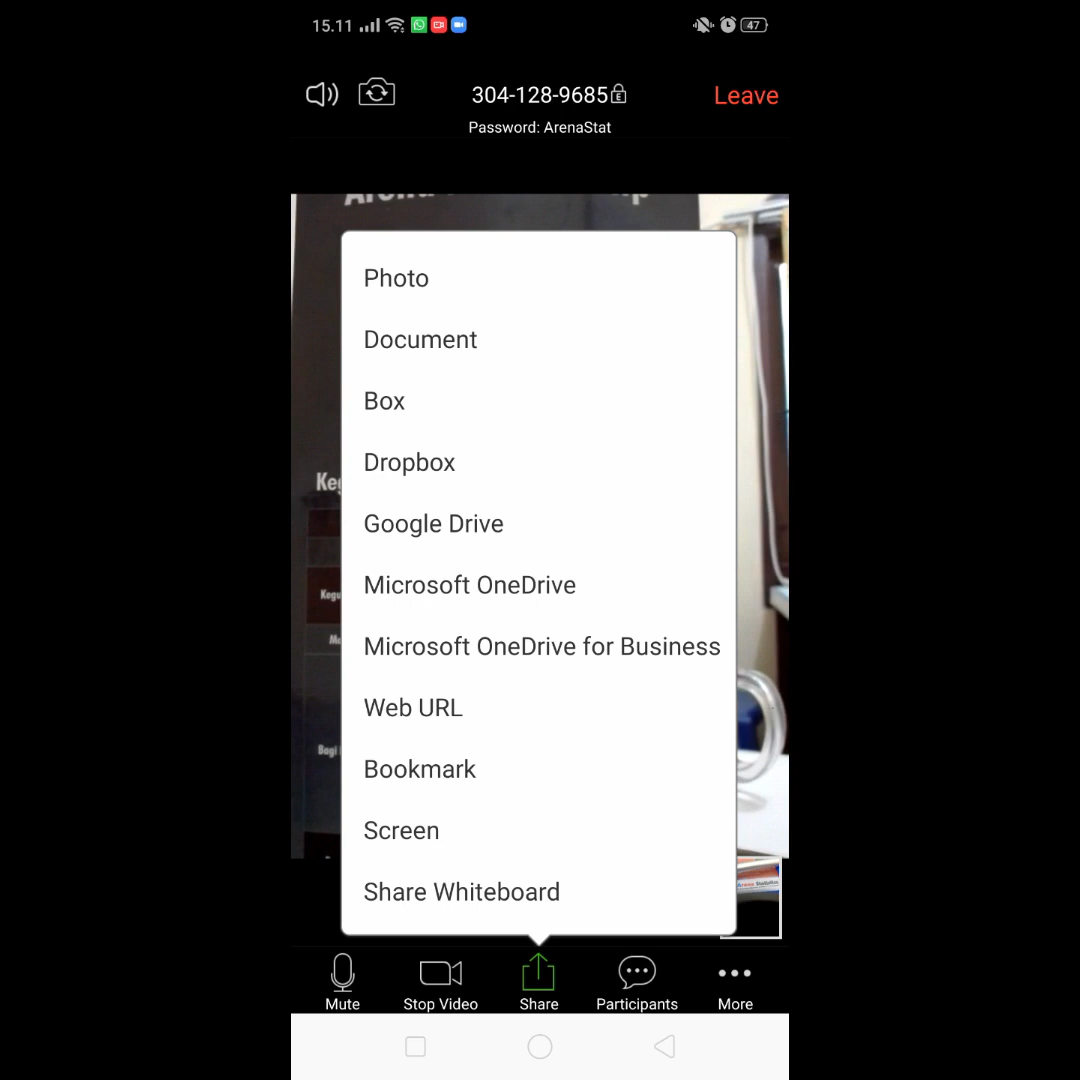 15.11
47
304-128-9685
Leave
Password: ArenaStat
Photo
Document
Box
Dropbox
Google Drive
Microsoft OneDrive
Microsoft OneDrive for Business
Web URL
Bookmark
Screen
Share Whiteboard
Mute
Stop Video
Share
Participants
More